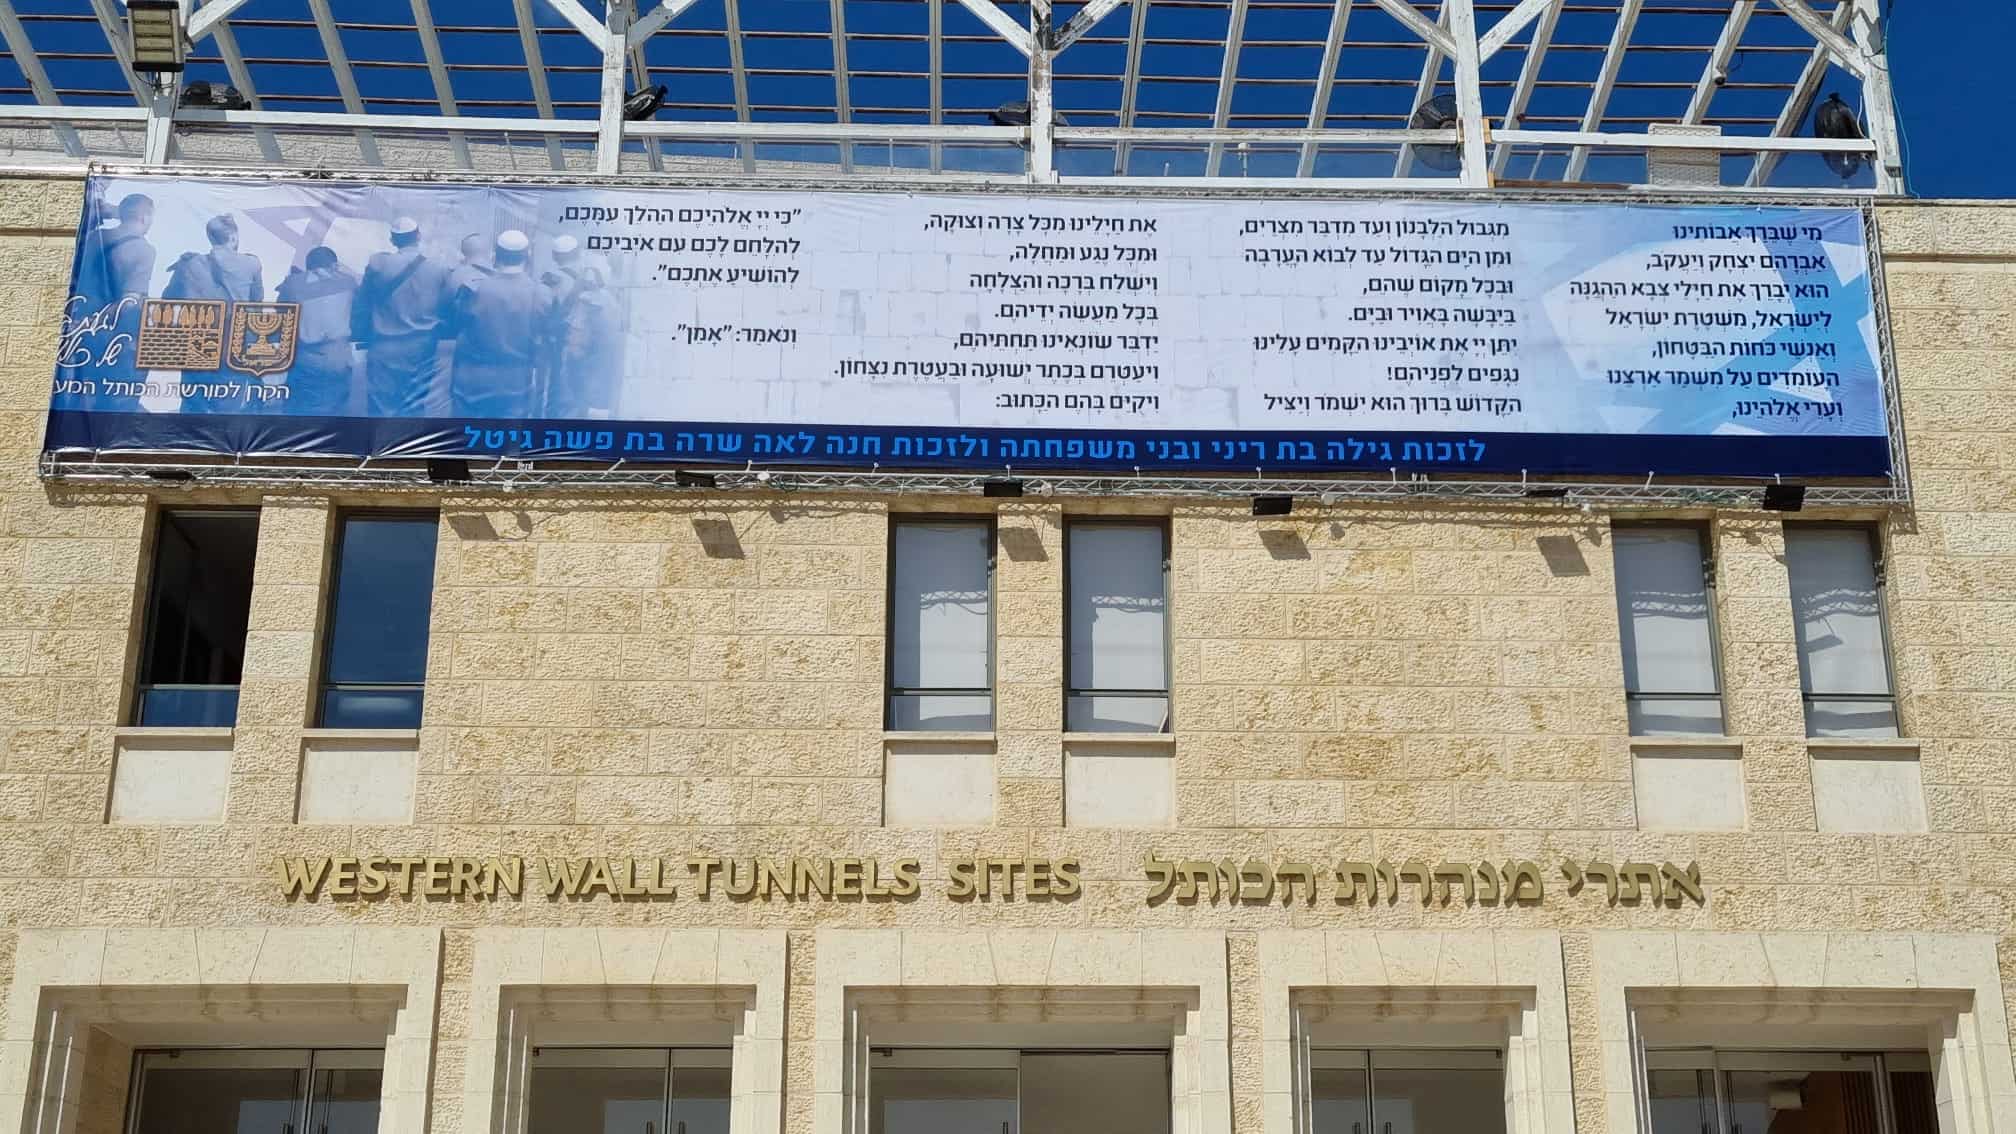 מִי שֶׁבֵּרַךְ אֲבוֹתֵינוּ
אַבְרָהָם יִצְחָק וְיַעֲקֹב,
הוּא יְבָרֵךְ אֶת חַיָּלֵי צְבָא הַהֲגַנָּה
לְיִשְׂרָאֵל, מִשְׁטֶרֶת יִשְׂרָאֵל
וְאַנְשֵׁי כֹּחוֹת הַבִּטָּחוֹן,
הָעוֹמְדִים עַל מִשְׁמַר אַרְצֵנוּ
וְעָרֵי אֱלֹהֵינוּ,
מִגְּבוּל הַלְּבָנוֹן וְעַד מִדְבַּר מִצְרַיִם,
וּמִן הַיָּם הַגָּדוֹל עַד לְבוֹא הָעֲרָבָה
וּבְכָל מָקוֹם שֶׁהֵם,
בַּיַּבָּשָׁה בָּאֲוִיר וּבַיָּם.
יִתֵּן יְיָ אֶת אוֹיְבֵינוּ הַקָּמִים עָלֵינוּ
נִגָּפִים לִפְנֵיהֶם!
הַקָּדוֹשׁ בָּרוּךְ הוּא יִשְׁמֹר וְיַצִּיל
אֶת חַיָּלֵינוּ מִכָּל צָרָה וְצוּקָה,
וּמִכָּל נֶגַע וּמַחֲלָה,
וְיִשְׁלַח בְּרָכָה וְהַצְלָחָה
בְּכָל מַעֲשֵׂה יְדֵיהֶם.
יַדְבֵּר שׂוֹנְאֵינוּ תַּחְתֵּיהֶם,
וִיעַטְּרֵם בְּכֶתֶר יְשׁוּעָה וּבַעֲטֶרֶת נִצָּחוֹן.
וִיקֻיַּם בָּהֶם הַכָּתוּב:
"כִּי יְיָ אֱלֹהֵיכֶם הַהֹלֵךְ עִמָּכֶם,
לְהִלָּחֵם לָכֶם עִם אֹיְבֵיכֶם
לְהוֹשִׁיעַ אֶתְכֶם".
וְנֹאמַר: "אָמֵן".
הקרן למורשת הכותל
לזכות גילה בת ריני ובני משפחתה ולזכות חנה לאה שרה בת פשה גיטל
WESTERN WALL TUNNELS SITES אתרי מנהרות הכותל